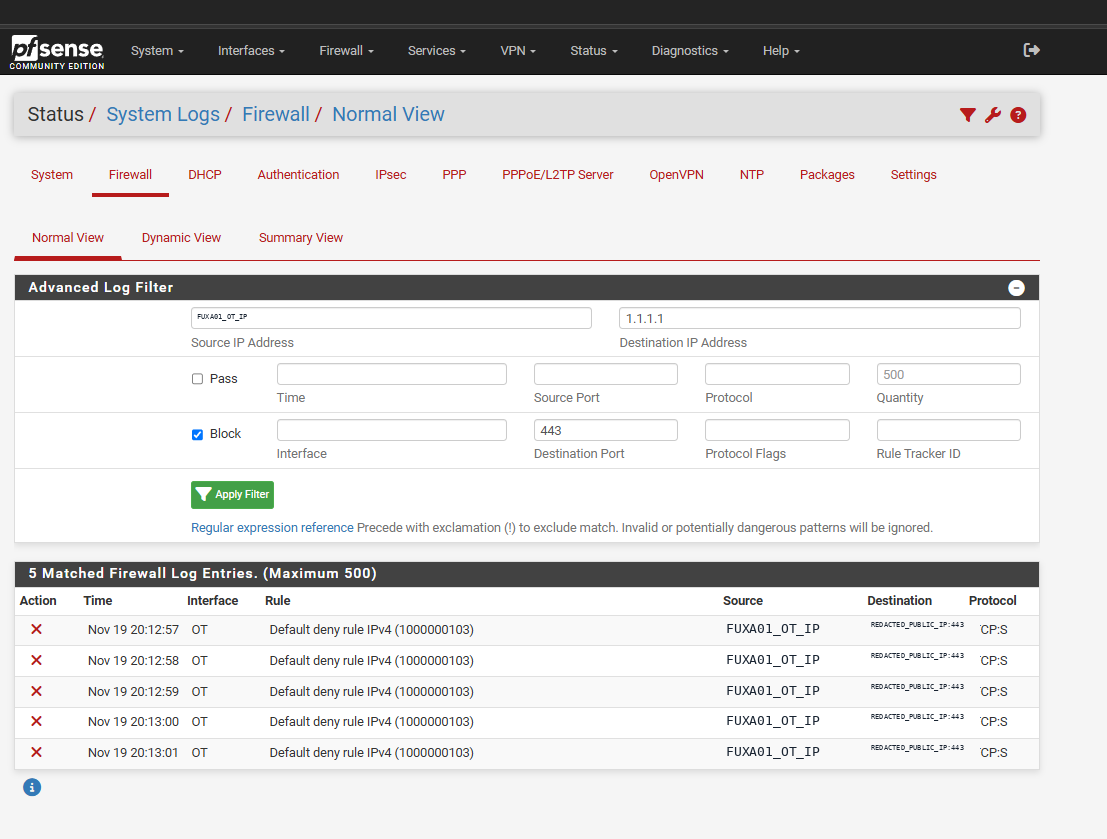 pfsense
COMMUNITY EDITION
System Interfaces Firewall Services VPN Status Diagnostics Help
Status / System Logs / Firewall / Normal View
System Firewall DHCP Authentication IPsec PPP PPPoE/L2TP Server OpenVPN NTP Packages Settings
Normal View Dynamic View Summary View
Advanced Log Filter
FUXA01_OT_IP 1.1.1.1
Source IP Address Destination IP Address
Pass 500
Time Source Port Protocol Quantity
Block 443
Interface Destination Port Protocol Flags Rule Tracker ID
Apply Filter
Regular expression reference Precede with exclamation (!) to exclude match. Invalid or potentially dangerous patterns will be ignored.
5 Matched Firewall Log Entries. (Maximum 500)
Action Time Interface Rule Source Destination Protocol
Nov 19 20:12:57 OT Default deny rule IPv4 (1000000103) FUXA01_OT_IP REDACTED_PUBLIC_IP:443 CP:S
Nov 19 20:12:58 OT Default deny rule IPv4 (1000000103) FUXA01_OT_IP REDACTED_PUBLIC_IP:443 CP:S
Nov 19 20:12:59 OT Default deny rule IPv4 (1000000103) FUXA01_OT_IP REDACTED_PUBLIC_IP:443 CP:S
Nov 19 20:13:00 OT Default deny rule IPv4 (1000000103) FUXA01_OT_IP REDACTED_PUBLIC_IP:443 CP:S
Nov 19 20:13:01 OT Default deny rule IPv4 (1000000103) FUXA01_OT_IP REDACTED_PUBLIC_IP:443 CP:S